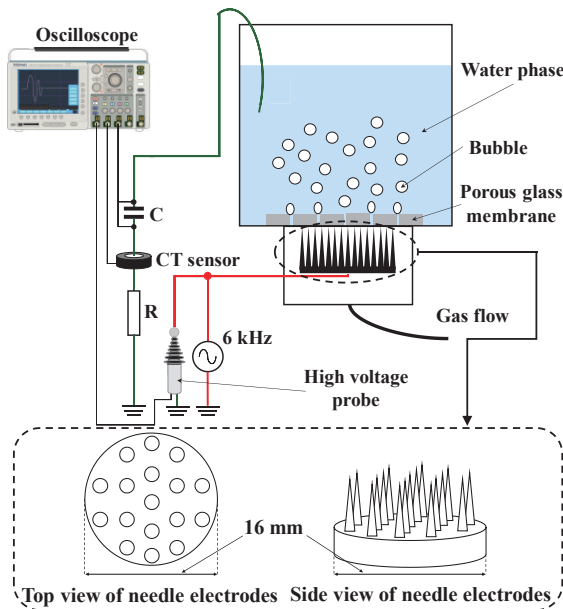 Oscilloscope
Water phase
Bubble
Porous glass
membrane
C
CT sensor
R
6 kHz
Gas flow
High voltage
probe
16 mm
Top view of needle electrodes
Side view of needle electrodes